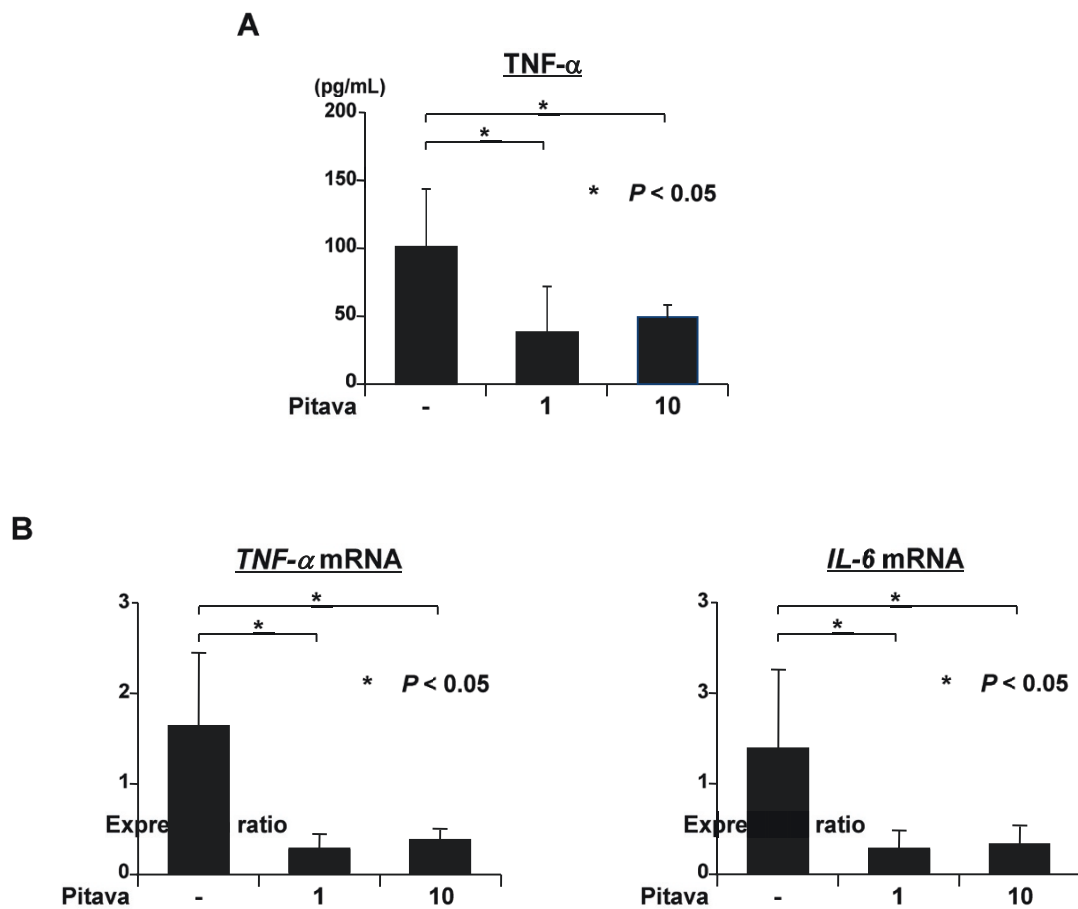 A
TNF-α
(pg/mL)
200
*
*
150
* P < 0.05
100
50
0
Pitava - 1 10
B
TNF-α mRNA
3
*
*
* P < 0.05
2
1
ratio
0
Pitava - 1 10
IL-6 mRNA
3
*
*
* P < 0.05
3
1
ratio
0
Pitava - 1 10